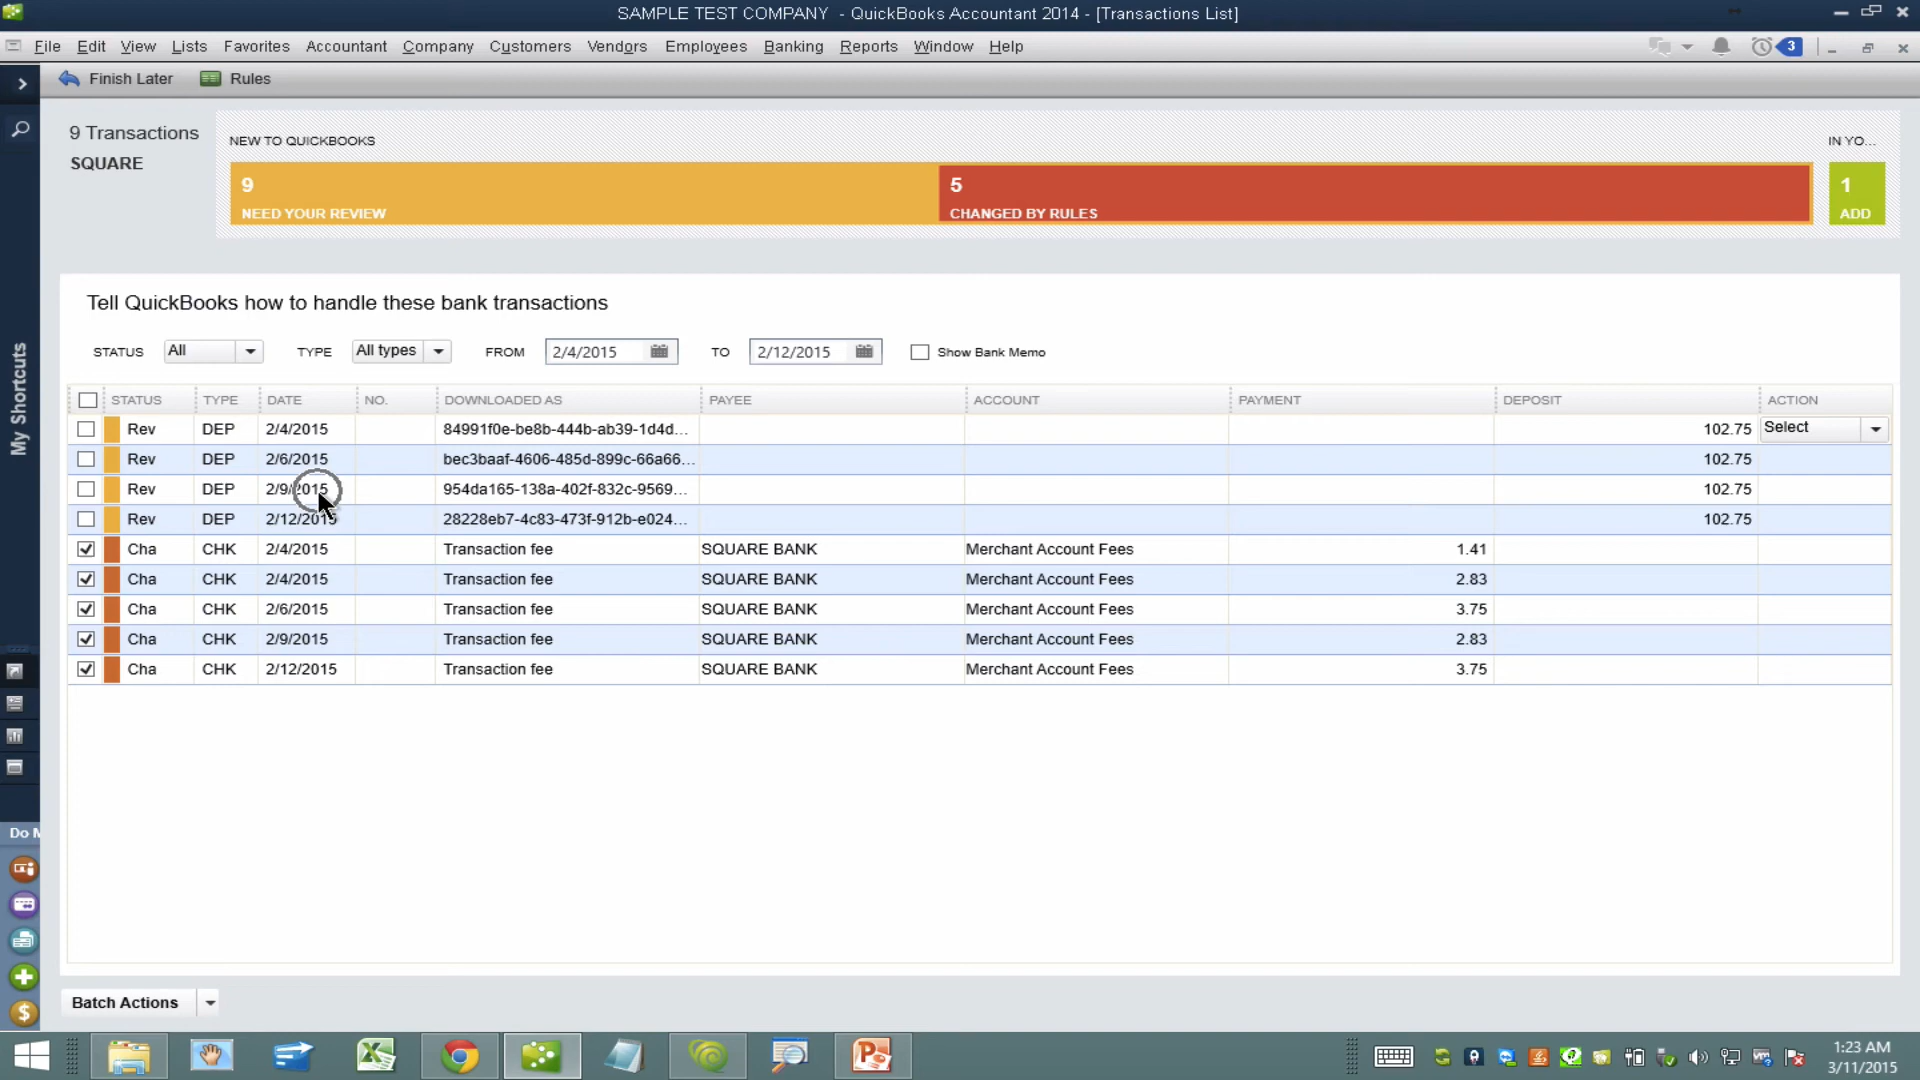 SAMPLE TEST COMPANY - QuickBooks Accountant 2014 - [Transactions List]
File Edit View Lists Favorites Accountant Company Customers Vendors Employees Reports Banking Reports Window Help 3
Finish Later Rules
9 Transactions
SQUARE
NEW TO QUICKBOOKS
IN YO...
9
NEED YOUR REVIEW
5
CHANGED BY RULES
1
ADD
Tell QuickBooks how to handle these bank transactions
STATUS All TYPE All types FROM 2/4/2015 TO 2/12/2015 Show Bank Memo
STATUS TYPE DATE NO. DOWNLOADED AS PAYEE ACCOUNT PAYMENT DEPOSIT ACTION
Rev DEP 2/4/2015 84991f0e-be8b-444b-ab39-1d4d... 102.75 Select
Rev DEP 2/6/2015 bec3baaf-4606-485d-899c-66a66... 102.75
Rev DEP 2/9/2015 954da165-138a-402f-832c-9569... 102.75
Rev DEP 2/12/2015 28228eb7-4c83-473f-912b-e024... 102.75
Cha CHK 2/4/2015 Transaction fee SQUARE BANK Merchant Account Fees 1.41
Cha CHK 2/4/2015 Transaction fee SQUARE BANK Merchant Account Fees 2.83
Cha CHK 2/6/2015 Transaction fee SQUARE BANK Merchant Account Fees 3.75
Cha CHK 2/9/2015 Transaction fee SQUARE BANK Merchant Account Fees 2.83
Cha CHK 2/12/2015 Transaction fee SQUARE BANK Merchant Account Fees 3.75
My Shortcuts
Do M
Batch Actions
1:23 AM
3/11/2015